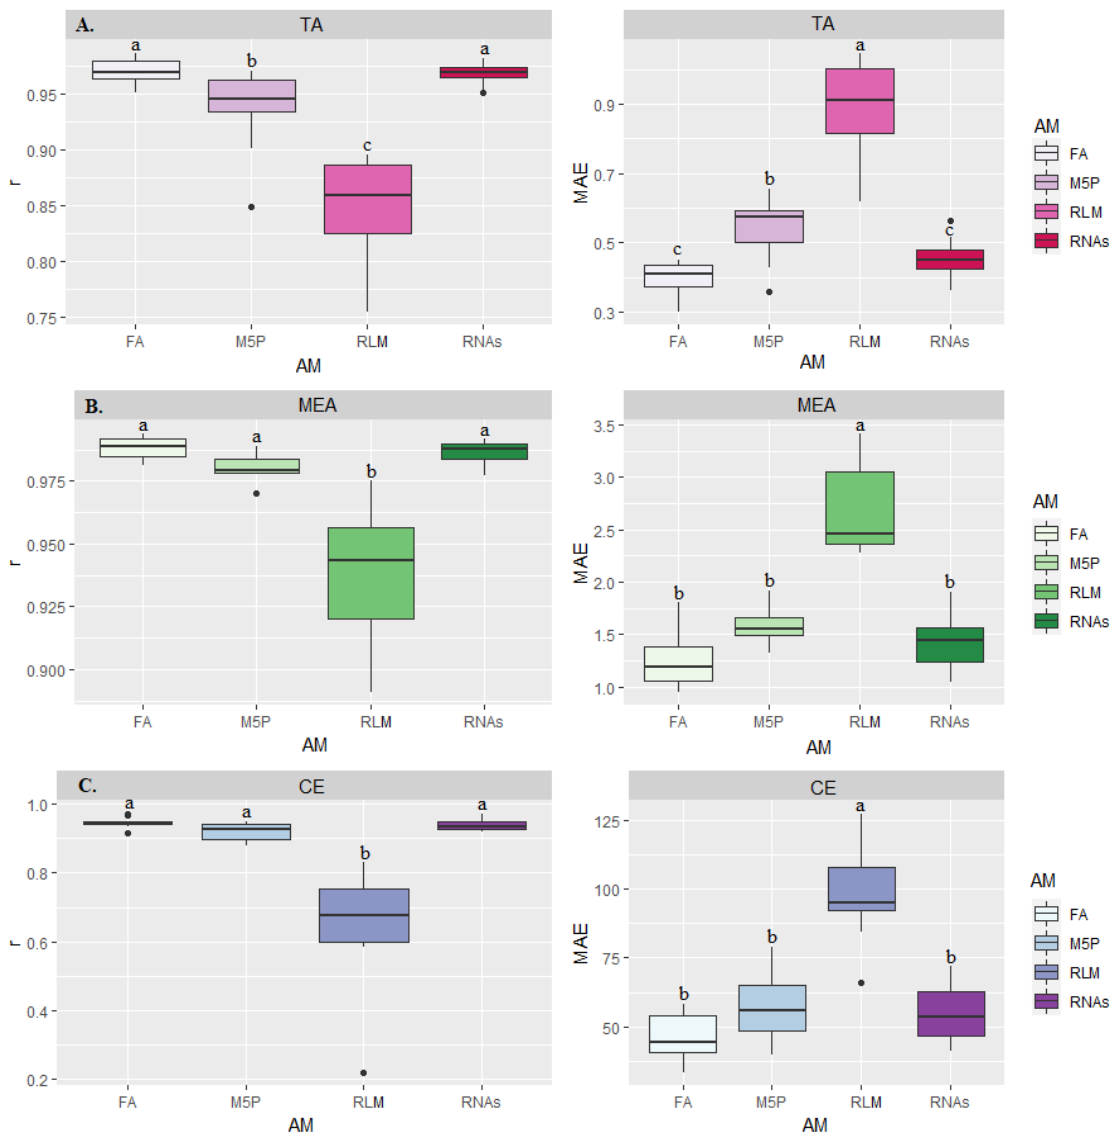 A. TA
a b c a
0.95
0.90
0.85
0.80
0.75
r
FA M5P RLM RNAs
AM
TA
c b a c
0.9
0.7
0.5
0.3
MAE
FA M5P RLM RNAs
AM
AM
FA
M5P
RLM
RNAs
B. MEA
a a b a
0.975
0.950
0.925
0.900
r
FA M5P RLM RNAs
AM
MEA
b b a b
3.5
3.0
2.5
2.0
1.5
1.0
MAE
FA M5P RLM RNAs
AM
AM
FA
M5P
RLM
RNAs
C. CE
a a b a
1.0
0.8
0.6
0.4
0.2
r
FA M5P RLM RNAs
AM
CE
b b a b
125
100
75
50
MAE
FA M5P RLM RNAs
AM
AM
FA
M5P
RLM
RNAs